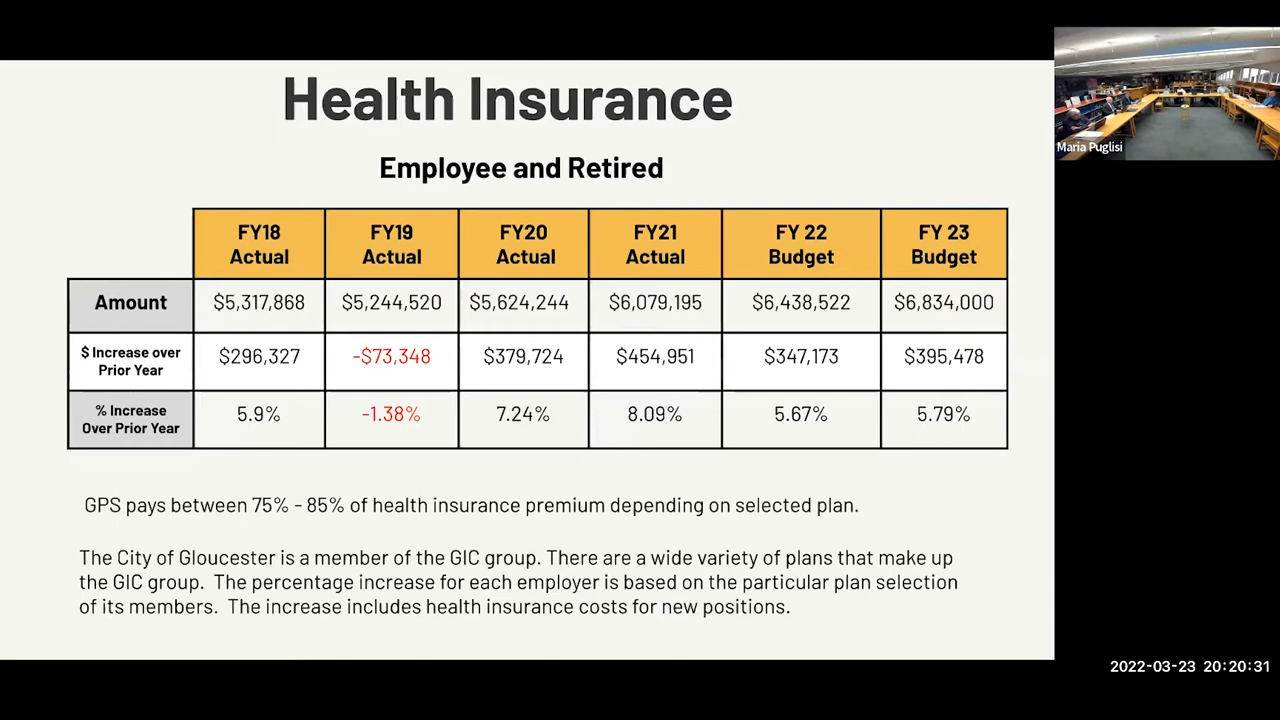 Health Insurance
Employee and Retired
FY18 Actual FY19 Actual FY20 Actual FY21 Actual FY 22 Budget FY 23 Budget
Amount $5,317,868 $5,244,520 $5,624,244 $6,079,195 $6,438,522 $6,834,000
$ Increase over Prior Year $296,327 -$73,348 $379,724 $454,951 $347,173 $395,478
% Increase Over Prior Year 5.9% -1.38% 7.24% 8.09% 5.67% 5.79%
GPS pays between 75% - 85% of health insurance premium depending on selected plan.
The City of Gloucester is a member of the GIC group. There are a wide variety of plans that make up
the GIC group. The percentage increase for each employer is based on the particular plan selection
of its members. The increase includes health insurance costs for new positions.
Maria Puglisi
2022-03-23 20:20:31